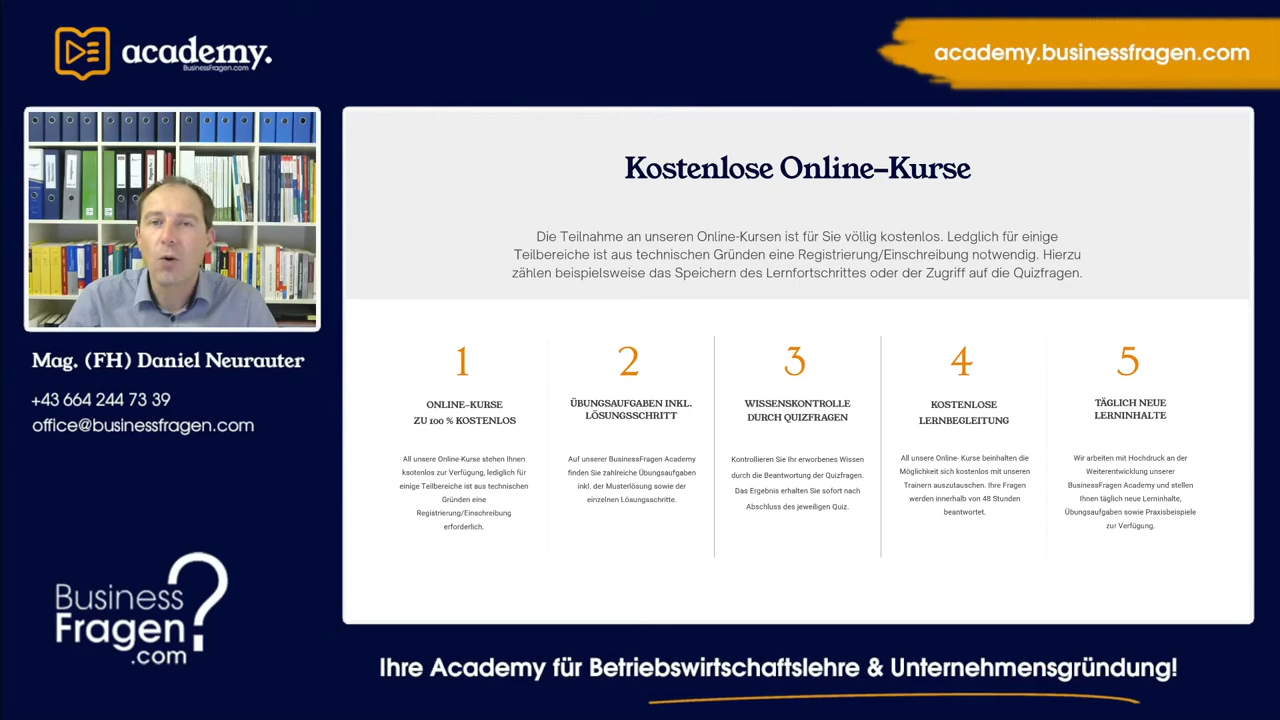 academy.
BusinessFragen.com
academy.businessfragen.com
Mag. (FH) Daniel Neurauter
+43 664 244 73 39
office@businessfragen.com
Business
Fragen
.com
Kostenlose Online-Kurse
Die Teilnahme an unseren Online-Kursen ist für Sie völlig kostenlos. Ledglich für einige
Teilbereiche ist aus technischen Gründen eine Registrierung/Einschreibung notwendig. Hierzu
zählen beispielsweise das Speichern des Lernfortschrittes oder der Zugriff auf die Quizfragen.
1
ONLINE-KURSE
ZU 100 % KOSTENLOS
All unsere Online-Kurse stehen Ihnen
ksotenlos zur Verfügung, lediglich für
einige Teilbereiche ist aus technischen
Gründen eine
Registrierung/Einschreibung
erforderlich.
2
ÜBUNGSAUFGABEN INKL.
LÖSUNGSSCHRITT
Auf unserer BusinessFragen Academy
finden Sie zahlreiche Übungsaufgaben
inkl. der Musterlösung sowie der
einzelnen Lösungsschritte.
3
WISSENSKONTROLLE
DURCH QUIZFRAGEN
Kontrollieren Sie Ihr erworbenes Wissen
durch die Beantwortung der Quizfragen.
Das Ergebnis erhalten Sie sofort nach
Abschluss des jeweiligen Quiz.
4
KOSTENLOSE
LERNBEGLEITUNG
All unsere Online- Kurse beinhalten die
Möglichkeit sich kostenlos mit unseren
Trainern auszutauschen. Ihre Fragen
werden innerhalb von 48 Stunden
beantwortet.
5
TÄGLICH NEUE
LERNINHALTE
Wir arbeiten mit Hochdruck an der
Weiterentwicklung unserer
BusinessFragen Academy und stellen
Ihnen täglich neue Lerninhalte,
Übungsaufgaben sowie Praxisbeispiele
zur Verfügung.
Ihre Academy für Betriebswirtschaftslehre & Unternehmensgründung!